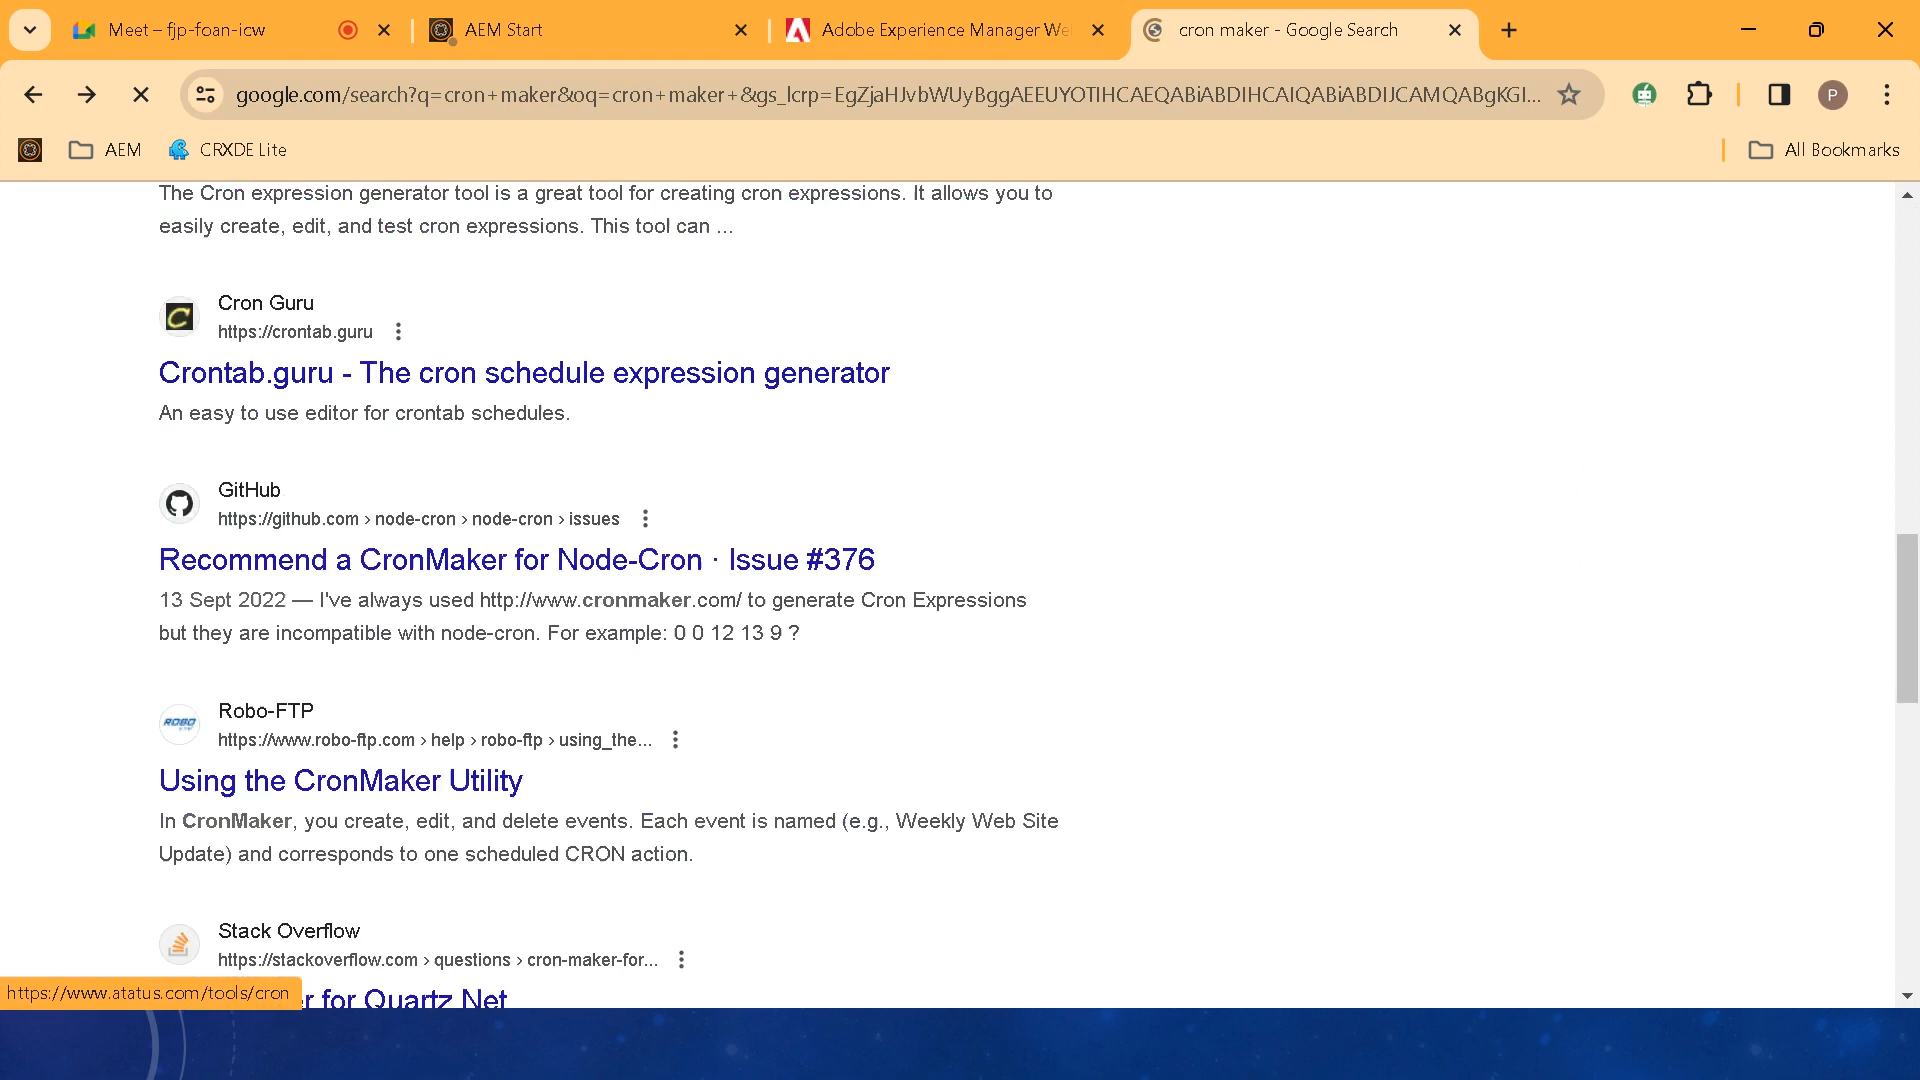 Meet – fjp-foan-icw
AEM Start
Adobe Experience Manager We
cron maker - Google Search
google.com/search?q=cron+maker&oq=cron+maker+&gs_lcrp=EgZjaHJvbWUyBggAEEUYOTIHCAEQABiABDIHCAIQABiABDIJCAMQABgKGI...
P
AEM
CRXDE Lite
All Bookmarks
The Cron expression generator tool is a great tool for creating cron expressions. It allows you to
easily create, edit, and test cron expressions. This tool can ...
Cron Guru
https://crontab.guru
Crontab.guru - The cron schedule expression generator
An easy to use editor for crontab schedules.
GitHub
https://github.com › node-cron › node-cron › issues
Recommend a CronMaker for Node-Cron · Issue #376
13 Sept 2022 — I've always used http://www.cronmaker.com/ to generate Cron Expressions
but they are incompatible with node-cron. For example: 0 0 12 13 9 ?
ROBO
Robo-FTP
https://www.robo-ftp.com › help › robo-ftp › using_the...
Using the CronMaker Utility
In CronMaker, you create, edit, and delete events. Each event is named (e.g., Weekly Web Site
Update) and corresponds to one scheduled CRON action.
Stack Overflow
https://stackoverflow.com › questions › cron-maker-for...
r for Quartz Net
https://www.atatus.com/tools/cron